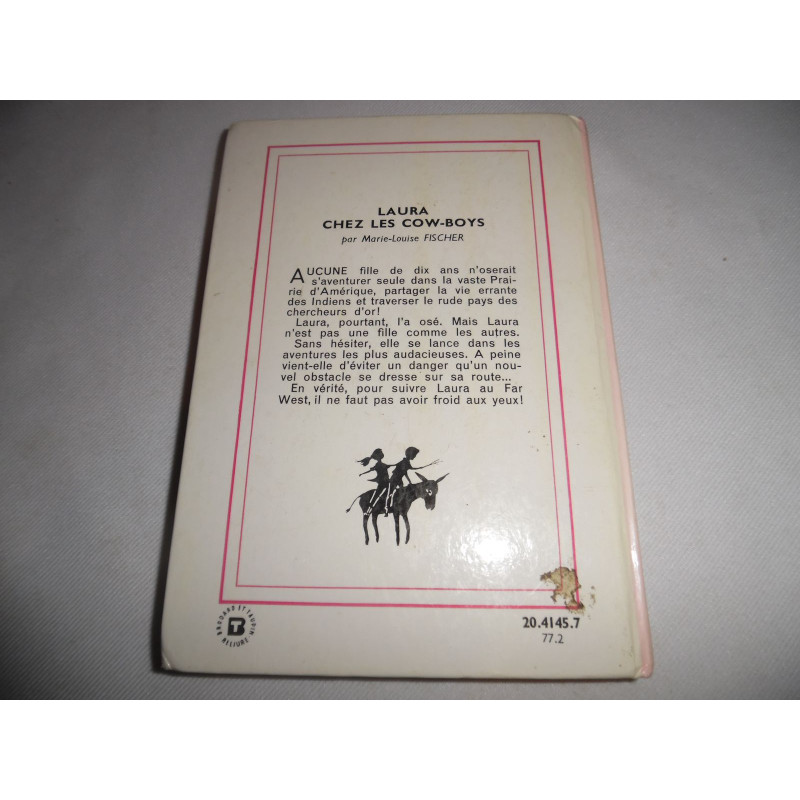 LAURA
CHEZ LES COW-BOYS
par Marie-Louise FISCHER
AUCUNE fille de dix ans n'oserait
s'aventurer seule dans la vaste Prai-
rie d'Amérique, partager la vie errante
des Indiens et traverser le rude pays des
chercheurs d'or!
Laura, pourtant, l'a osé. Mais Laura
n'est pas une fille comme les autres.
Sans hésiter, elle se lance dans les
aventures les plus audacieuses. A peine
vient-elle d'éviter un danger qu'un nou-
vel obstacle se dresse sur sa route...
En vérité, pour suivre Laura au Far
West, il ne faut pas avoir froid aux yeux!
BRODARD ET TAUPIN
RELIURE
BT
20.4145.7
77.2